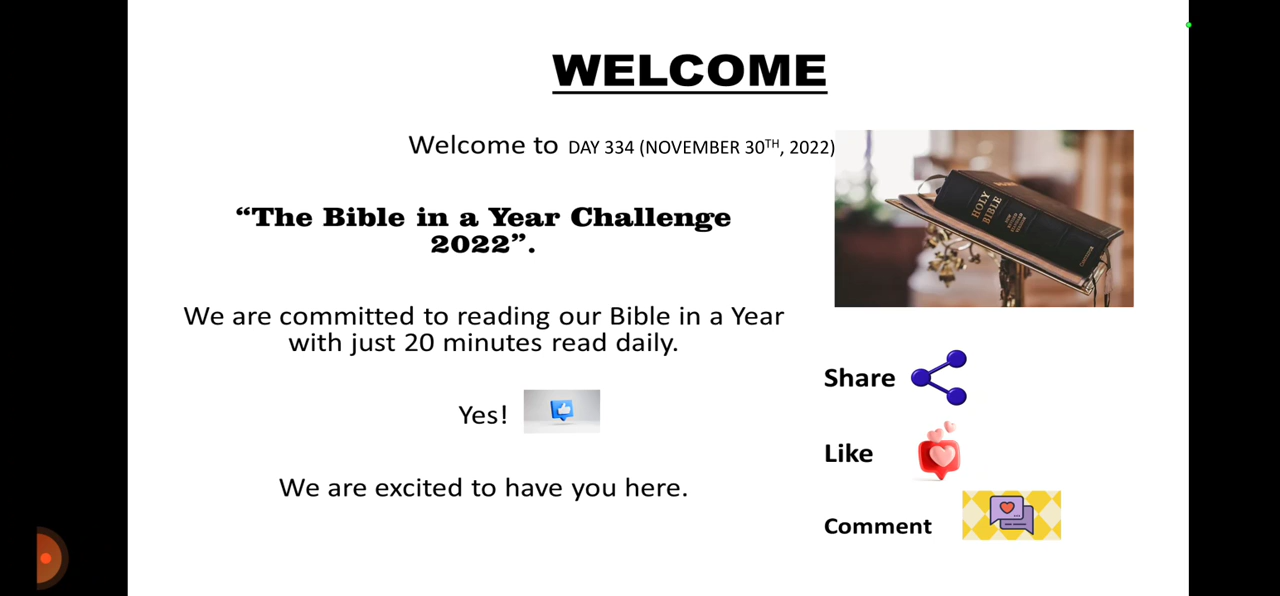 WELCOME
Welcome to DAY 334 (NOVEMBER 30TH, 2022)
“The Bible in a Year Challenge
2022”.
HOLY
BIBLE
We are committed to reading our Bible in a Year
with just 20 minutes read daily.
Share
Yes!
Like
We are excited to have you here.
Comment